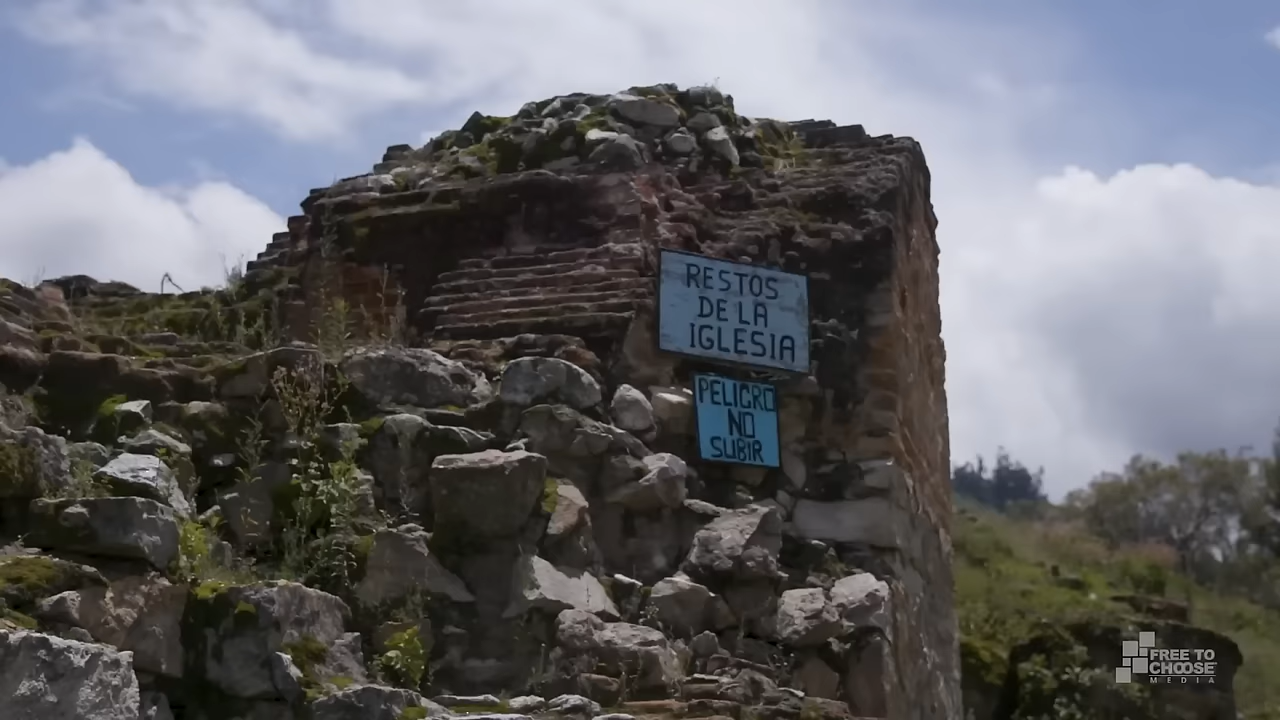 RESTOS
DE LA
IGLESIA
PELIGRO
NO
SUBIR
FREE TO
CHOOSE
MEDIA